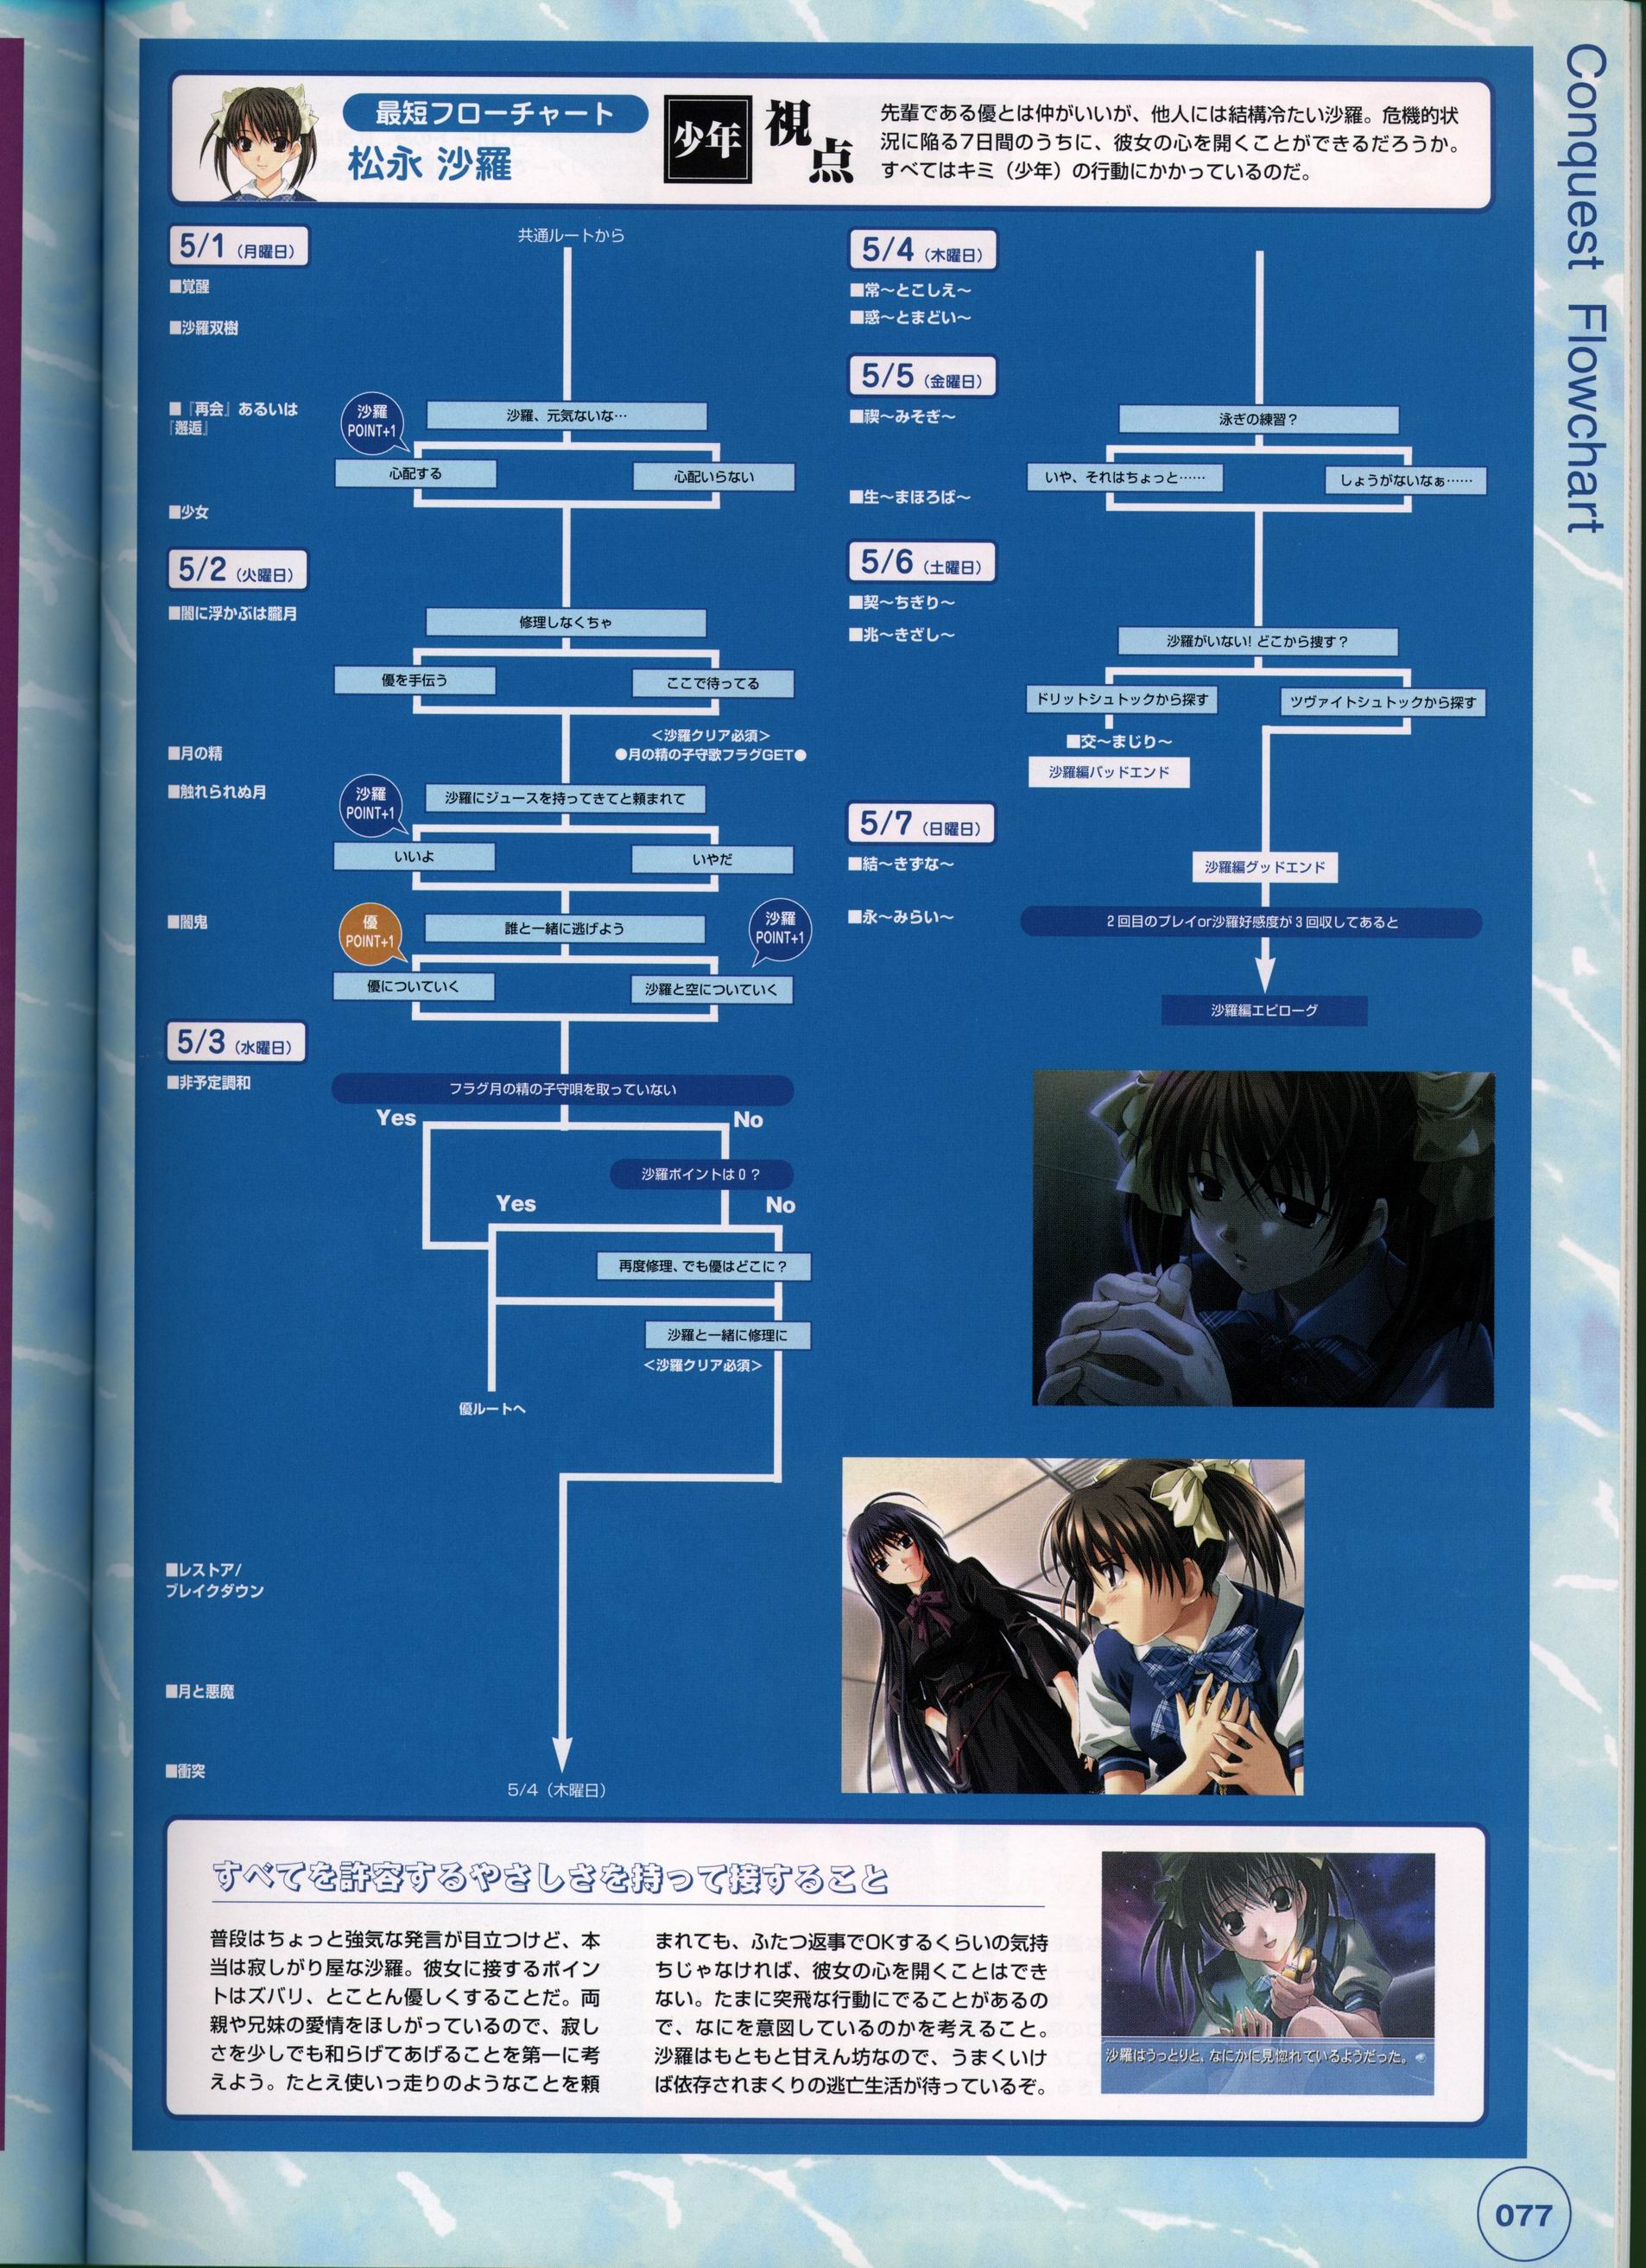 Conquest Flowchart
最短フローチャート
松永 沙羅
少年視点
先輩である優とは仲がいいが、他人には結構冷たい沙羅。危機的状
況に陥る7日間のうちに、彼女の心を開くことができるだろうか。
すべてはキミ（少年）の行動にかかっているのだ。
5/1（月曜日）
共通ルートから
■覚醒
■沙羅双樹
■『再会』あるいは
『邂逅』
沙羅
POINT+1
沙羅、元気ないな…
心配する
心配いらない
■少女
5/2（火曜日）
■闇に浮かぶは朧月
修理しなくちゃ
優を手伝う
ここで待ってる
＜沙羅クリア必須＞
●月の精の子守歌フラグGET●
■月の精
■触れられぬ月
沙羅
POINT+1
沙羅にジュースを持ってきてと頼まれて
いいよ
いやだ
■闇鬼
優
POINT+1
誰と一緒に逃げよう
沙羅
POINT+1
優についていく
沙羅と空についていく
5/3（水曜日）
■非予定調和
フラグ月の精の子守唄を取っていない
Yes
No
沙羅ポイントは0？
Yes
No
再度修理、でも優はどこに？
沙羅と一緒に修理に
＜沙羅クリア必須＞
優ルートへ
■レストア/
ブレイクダウン
■月と悪魔
■衝突
5/4（木曜日）
5/4（木曜日）
■常～とこしえ～
■惑～とまどい～
5/5（金曜日）
■禊～みそぎ～
泳ぎの練習？
いや、それはちょっと……
しょうがないなぁ……
■生～まほろば～
5/6（土曜日）
■契～ちぎり～
■兆～きざし～
沙羅がいない! どこから捜す？
ドリットシュトックから探す
ツヴァイトシュトックから探す
■交～まじり～
沙羅編バッドエンド
5/7（日曜日）
■結～きずな～
沙羅編グッドエンド
■永～みらい～
2回目のプレイor沙羅好感度が3回収してあると
沙羅編エピローグ
すべてを許容するやさしさを持って接すること
普段はちょっと強気な発言が目立つけど、本
当は寂しがり屋な沙羅。彼女に接するポイン
トはズバリ、とことん優しくすることだ。両
親や兄妹の愛情をほしがっているので、寂し
さを少しでも和らげてあげることを第一に考
えよう。たとえ使いっ走りのようなことを頼
まれても、ふたつ返事でOKするくらいの気持
ちじゃなければ、彼女の心を開くことはでき
ない。たまに突飛な行動にでることがあるの
で、なにを意図しているのかを考えること。
沙羅はもともと甘えん坊なので、うまくいけ
ば依存されまくりの逃亡生活が待っているぞ。
沙羅はうっとりと、なにかに見惚れているようだった。
077